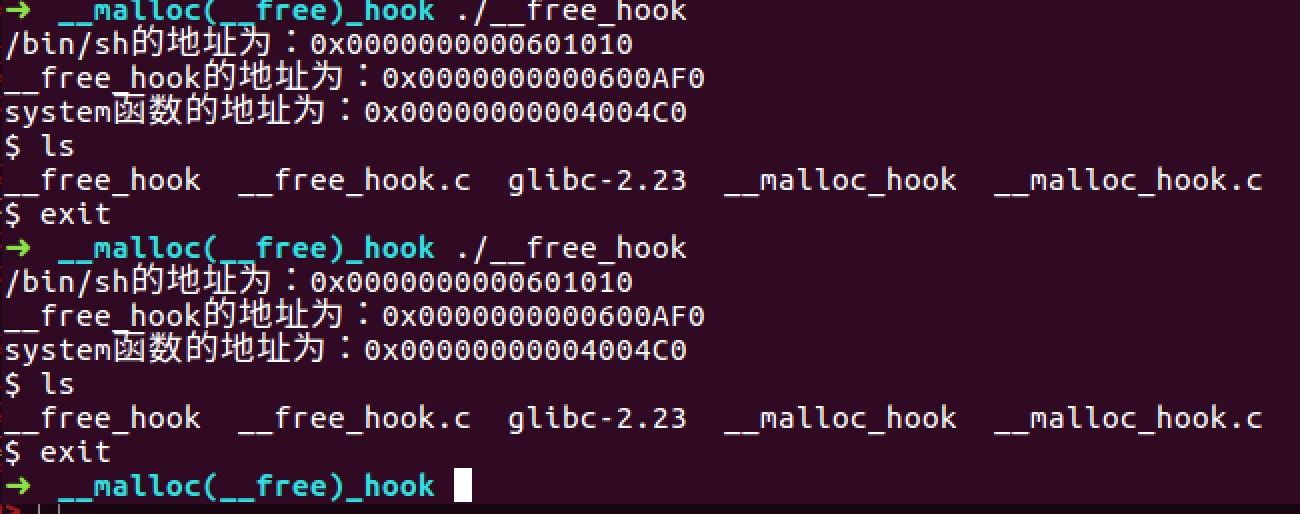 ➜ __malloc(__free)_hook ./__free_hook
/bin/sh的地址为：0x0000000000601010
__free_hook的地址为：0x0000000000600AF0
system函数的地址为：0x00000000004004C0
$ ls
__free_hook  __free_hook.c  glibc-2.23  __malloc_hook  __malloc_hook.c
$ exit
➜ __malloc(__free)_hook ./__free_hook
/bin/sh的地址为：0x0000000000601010
__free_hook的地址为：0x0000000000600AF0
system函数的地址为：0x00000000004004C0
$ ls
__free_hook  __free_hook.c  glibc-2.23  __malloc_hook  __malloc_hook.c
$ exit
➜ __malloc(__free)_hook